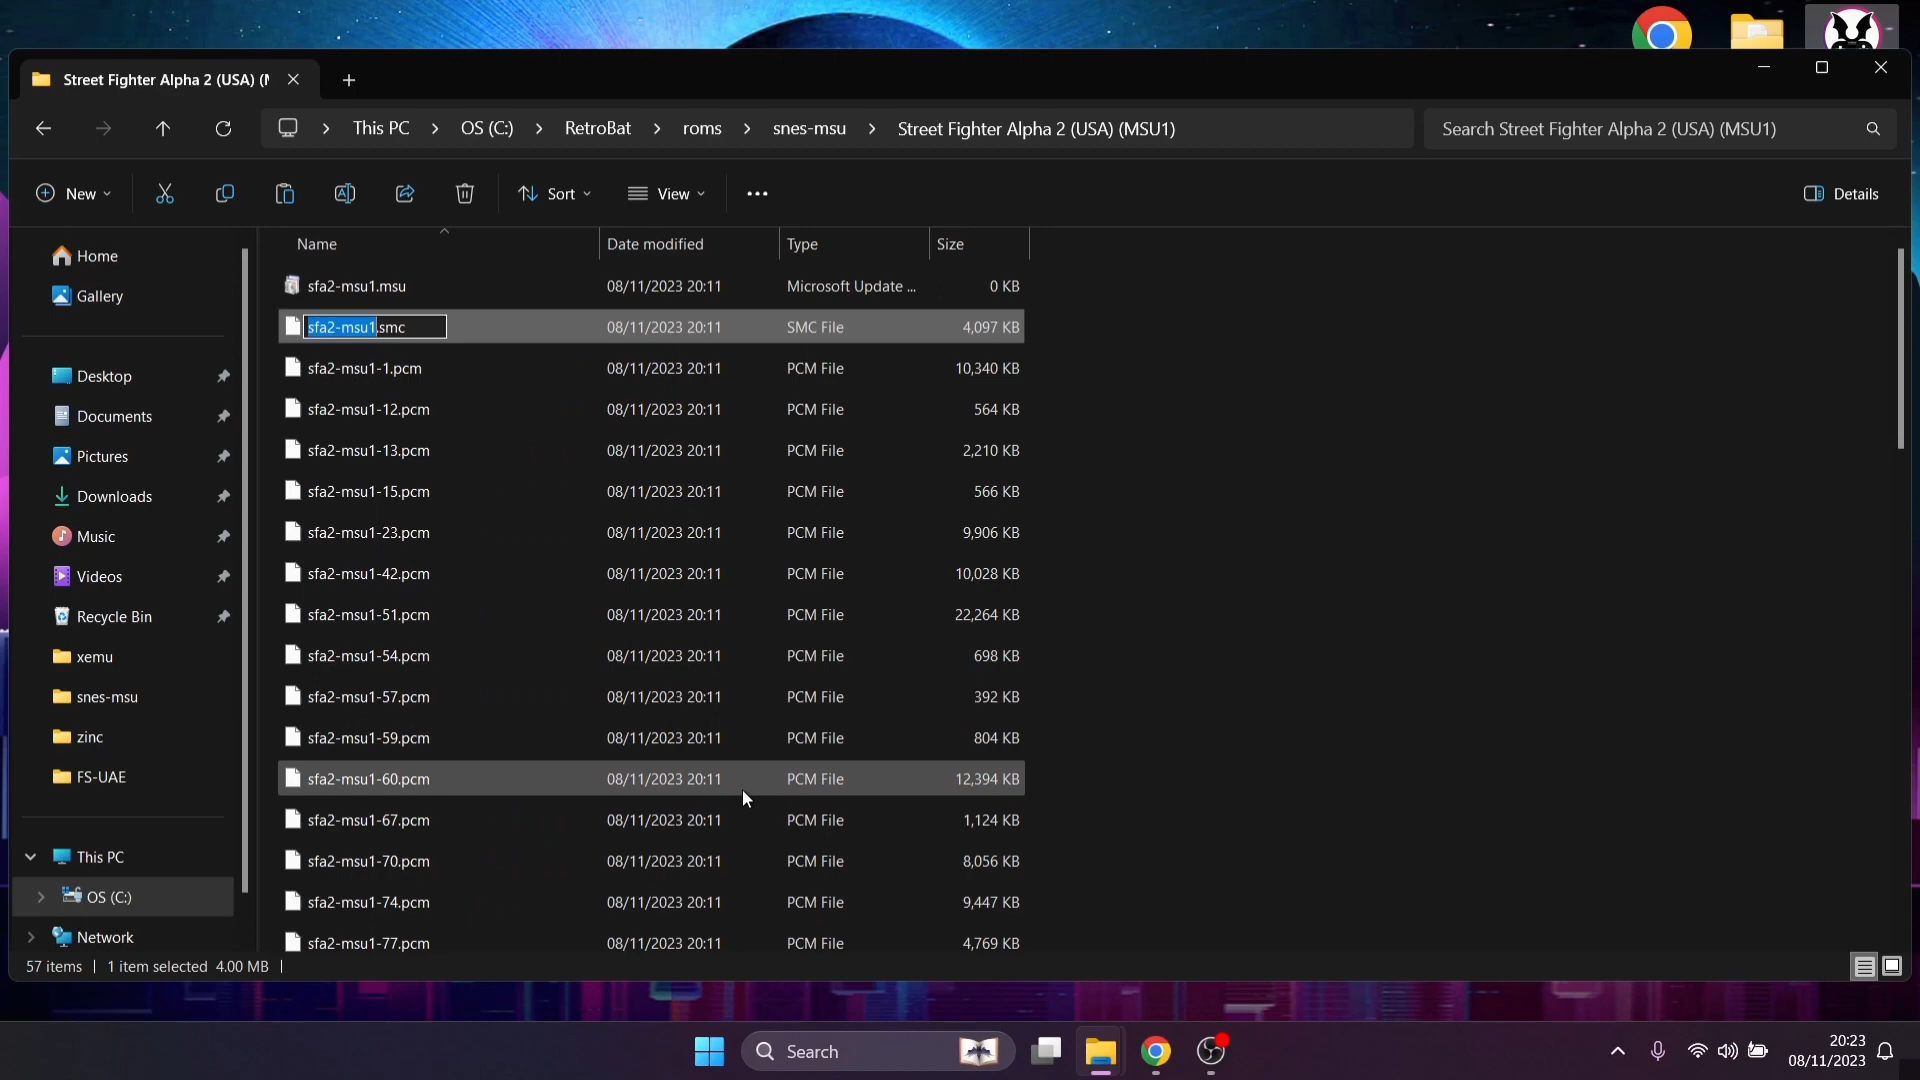 Street Fighter Alpha 2 (USA) (M
This PC
OS (C:)
RetroBat
roms
snes-msu
Street Fighter Alpha 2 (USA) (MSU1)
Search Street Fighter Alpha 2 (USA) (MSU1)
New
Sort
View
Details
Home
Gallery
Desktop
Documents
Pictures
Downloads
Music
Videos
Recycle Bin
xemu
snes-msu
zinc
FS-UAE
This PC
OS (C:)
Network
Name Date modified Type Size
sfa2-msu1.msu 08/11/2023 20:11 Microsoft Update ... 0 KB
sfa2-msu1.smc 08/11/2023 20:11 SMC File 4,097 KB
sfa2-msu1-1.pcm 08/11/2023 20:11 PCM File 10,340 KB
sfa2-msu1-12.pcm 08/11/2023 20:11 PCM File 564 KB
sfa2-msu1-13.pcm 08/11/2023 20:11 PCM File 2,210 KB
sfa2-msu1-15.pcm 08/11/2023 20:11 PCM File 566 KB
sfa2-msu1-23.pcm 08/11/2023 20:11 PCM File 9,906 KB
sfa2-msu1-42.pcm 08/11/2023 20:11 PCM File 10,028 KB
sfa2-msu1-51.pcm 08/11/2023 20:11 PCM File 22,264 KB
sfa2-msu1-54.pcm 08/11/2023 20:11 PCM File 698 KB
sfa2-msu1-57.pcm 08/11/2023 20:11 PCM File 392 KB
sfa2-msu1-59.pcm 08/11/2023 20:11 PCM File 804 KB
sfa2-msu1-60.pcm 08/11/2023 20:11 PCM File 12,394 KB
sfa2-msu1-67.pcm 08/11/2023 20:11 PCM File 1,124 KB
sfa2-msu1-70.pcm 08/11/2023 20:11 PCM File 8,056 KB
sfa2-msu1-74.pcm 08/11/2023 20:11 PCM File 9,447 KB
sfa2-msu1-77.pcm 08/11/2023 20:11 PCM File 4,769 KB
57 items 1 item selected 4.00 MB
Search
20:23
08/11/2023